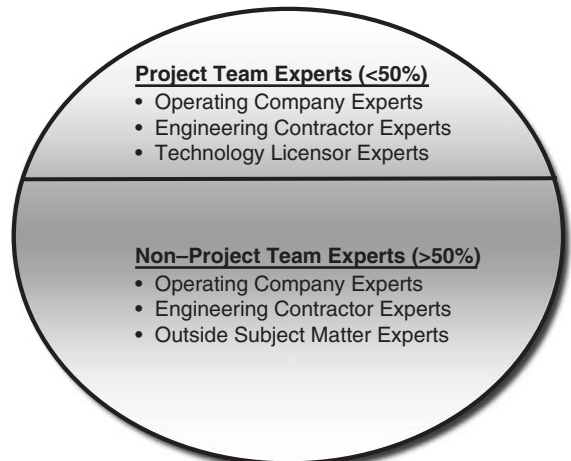 Project Team Experts (<50%)
• Operating Company Experts
• Engineering Contractor Experts
• Technology Licensor Experts
Non–Project Team Experts (>50%)
• Operating Company Experts
• Engineering Contractor Experts
• Outside Subject Matter Experts